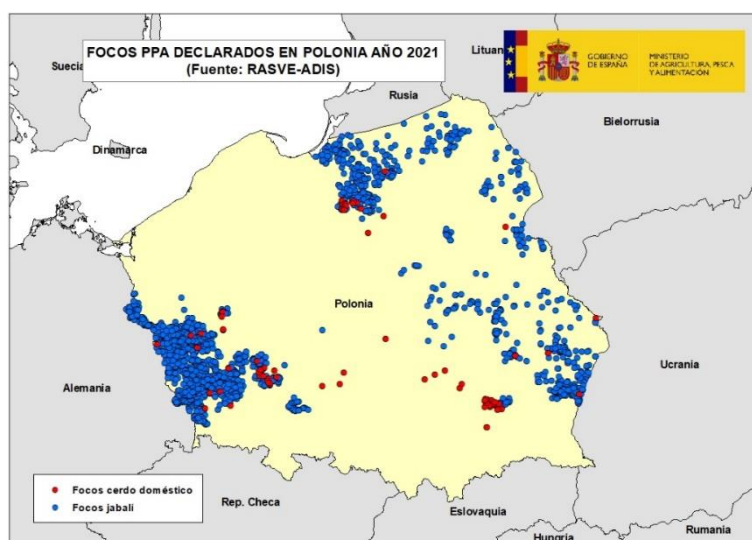 FOCOS PPA DECLARADOS EN POLONIA AÑO 2021
(Fuente: RASVE-ADIS)
GOBIERNO
DE ESPAÑA
MINISTERIO
DE AGRICULTURA, PESCA
Y ALIMENTACIÓN
Suecia
Lituan
Rusia
Bielorrusia
Dinamarca
Polonia
Alemania
Ucrania
Focos cerdo doméstico
Focos jabalí
Rep. Checa
Eslovaquia
Hungría
Rumanía